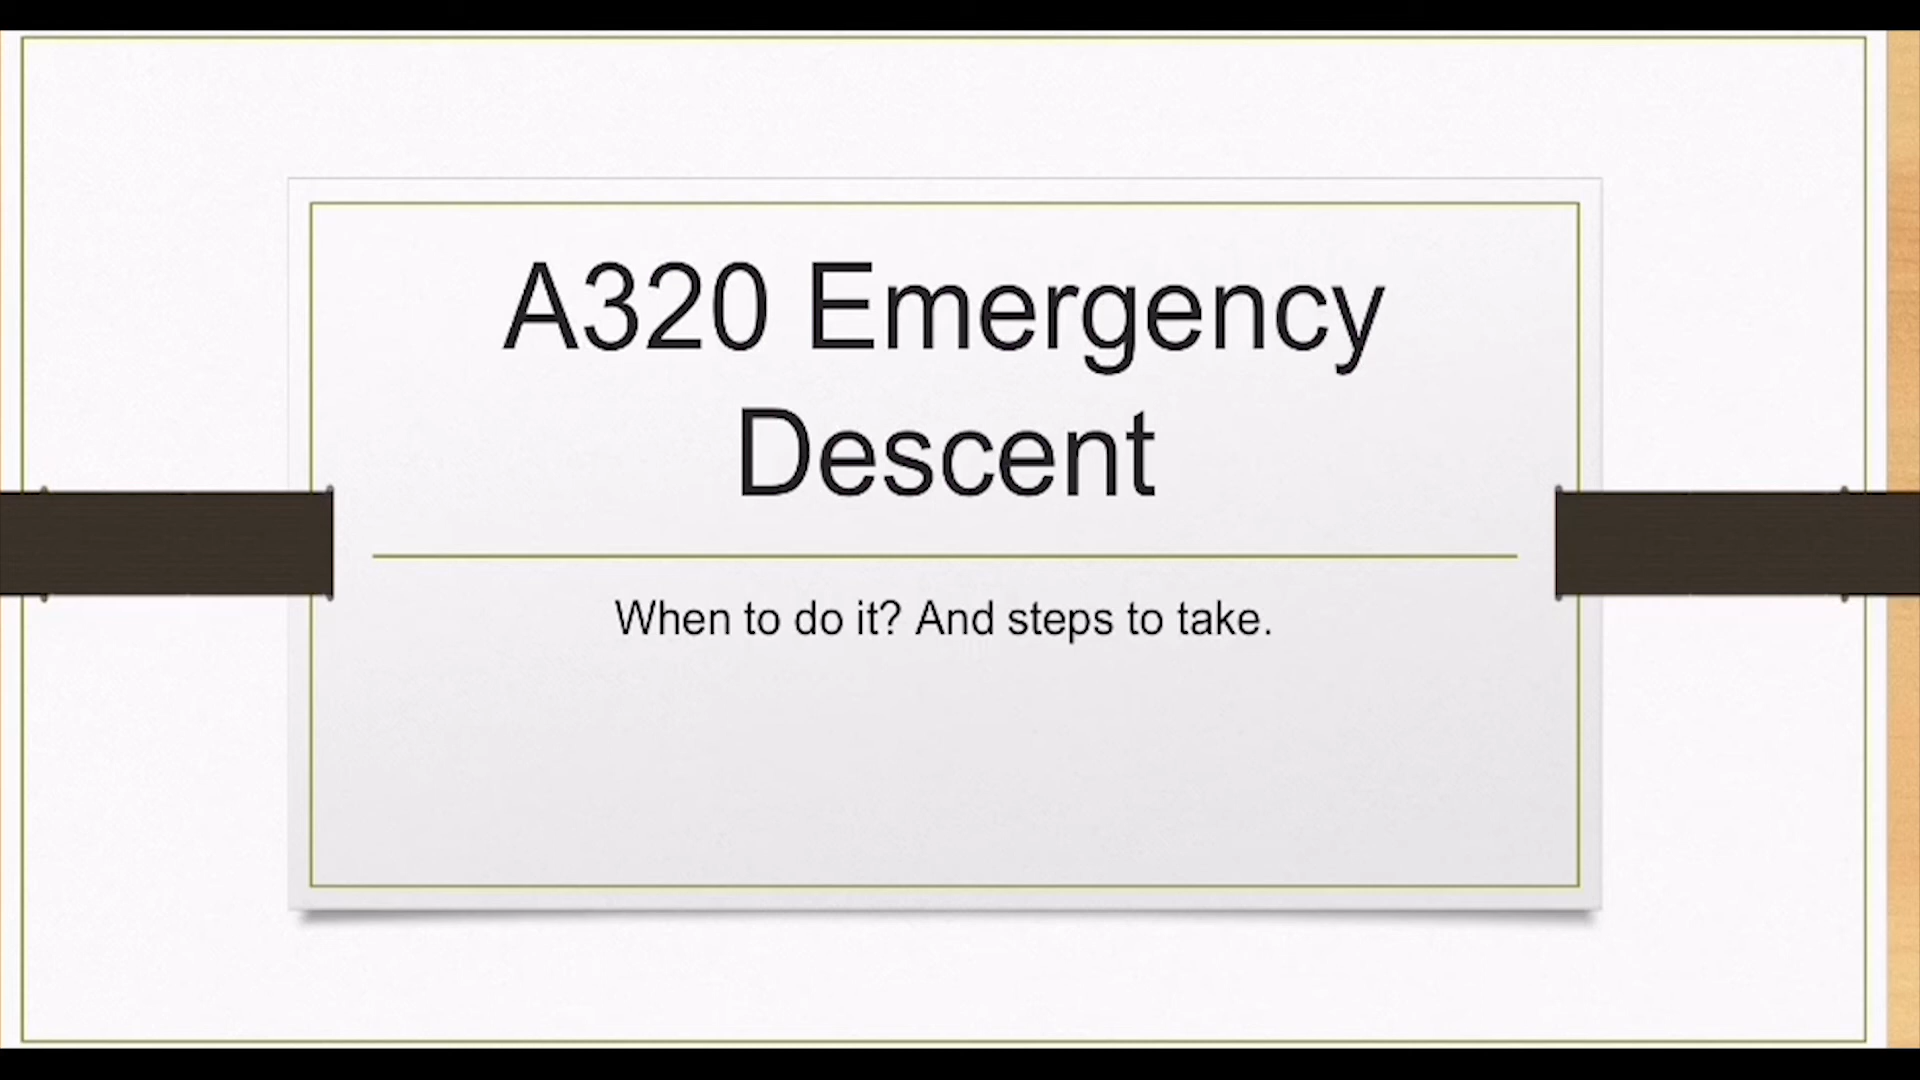 A320 Emergency
Descent
When to do it? And steps to take.